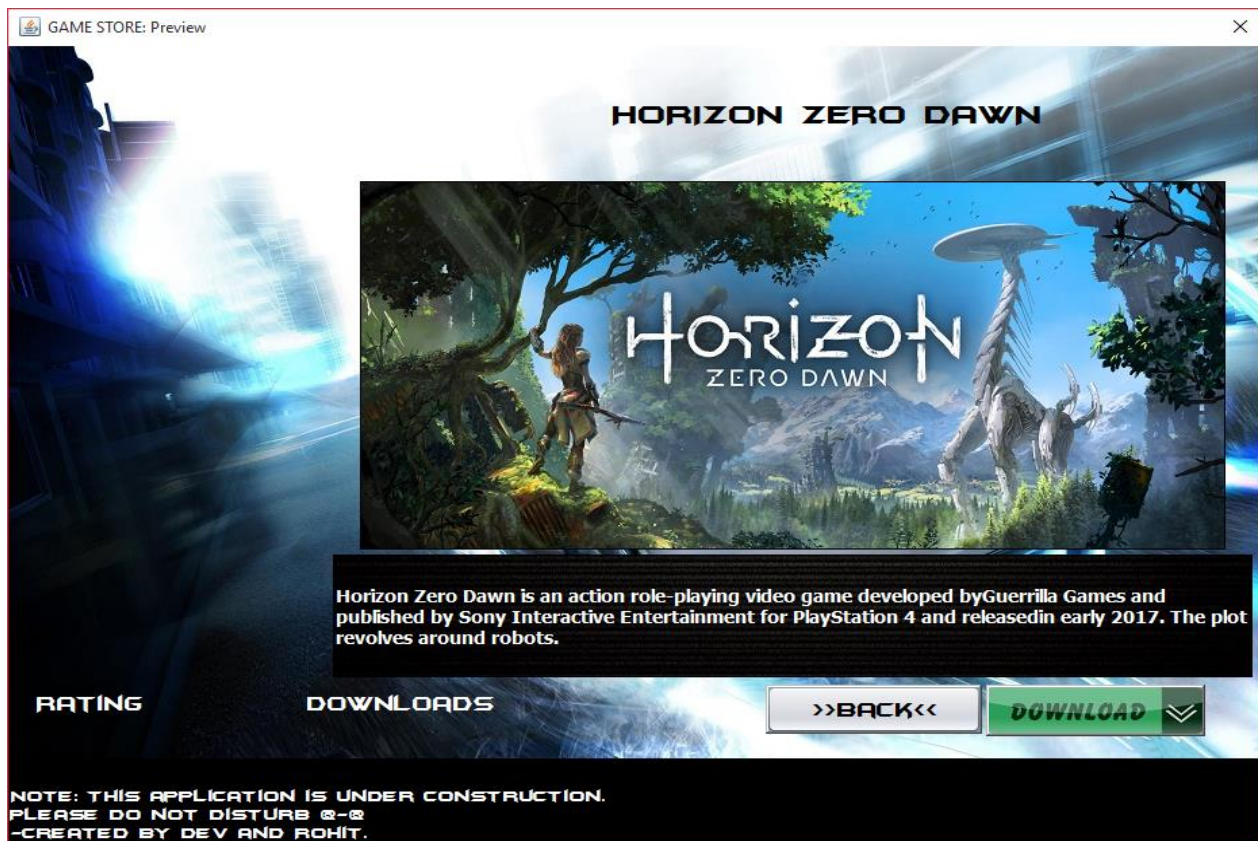 GAME STORE: Preview
HORIZON ZERO DAWN
HORIZON
ZERO DAWN
Horizon Zero Dawn is an action role-playing video game developed byGuerrilla Games and
published by Sony Interactive Entertainment for PlayStation 4 and releasedin early 2017. The plot
revolves around robots.
RATING
DOWNLOADS
>>BACK<<
DOWNLOAD
NOTE: THIS APPLICATION IS UNDER CONSTRUCTION.
PLEASE DO NOT DISTURB @-@
-CREATED BY DEV AND ROHIT.